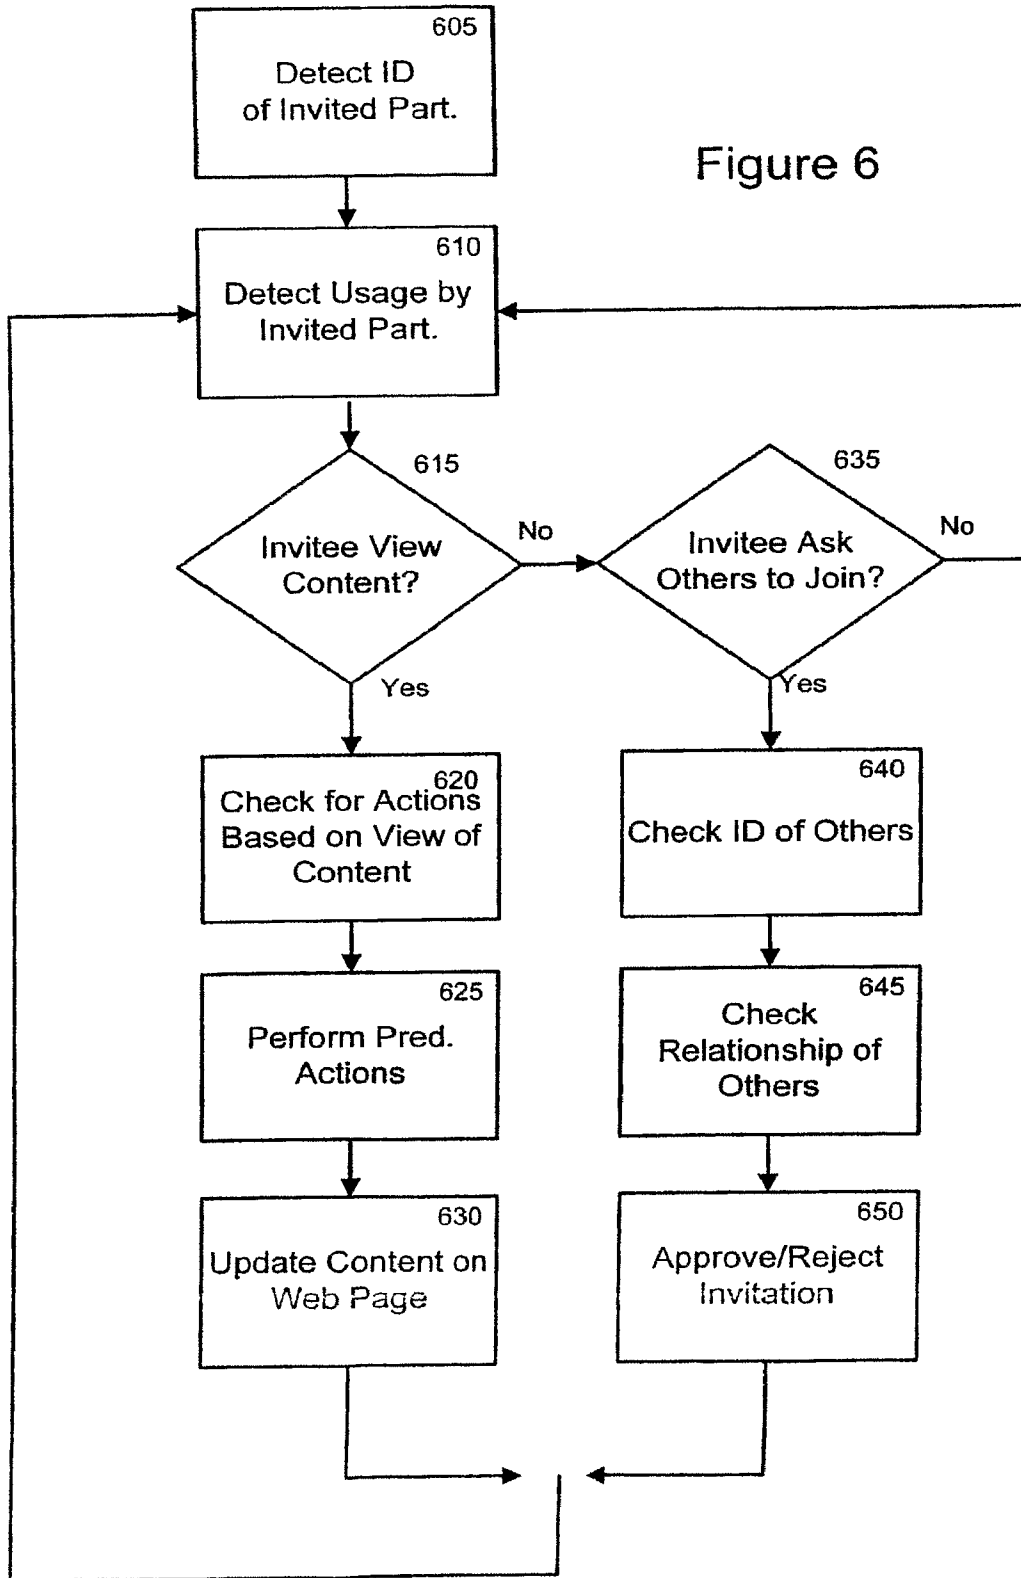 605
Detect ID
of Invited Part.
Figure 6
610
Detect Usage by
Invited Part.
615
Invitee View
Content?
No
Yes
635
Invitee Ask
Others to Join?
No
Yes
620
Check for Actions
Based on View of
Content
640
Check ID of Others
625
Perform Pred.
Actions
645
Check
Relationship of
Others
630
Update Content on
Web Page
650
Approve/Reject
Invitation